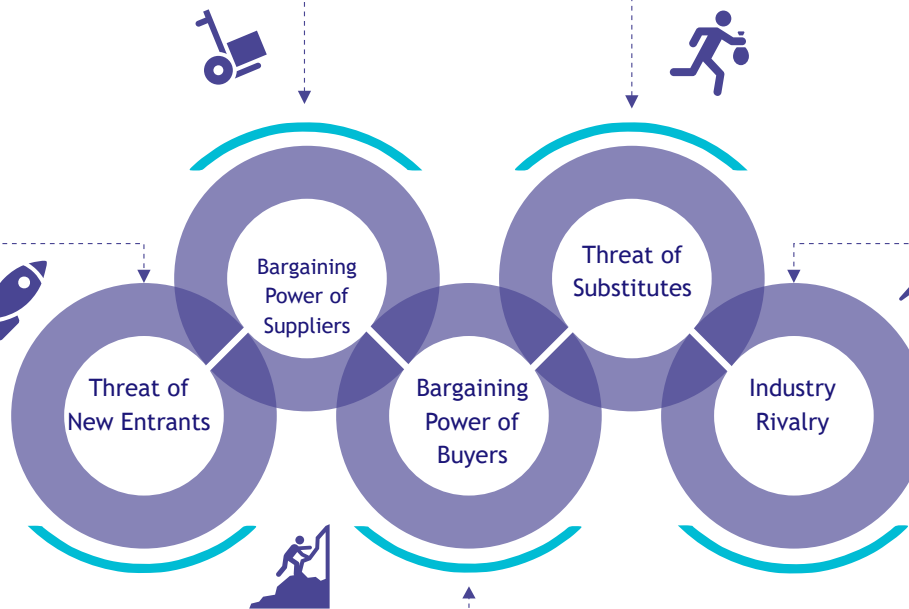 Threat of
New Entrants
Bargaining
Power of
Suppliers
Bargaining
Power of
Buyers
Threat of
Substitutes
Industry
Rivalry